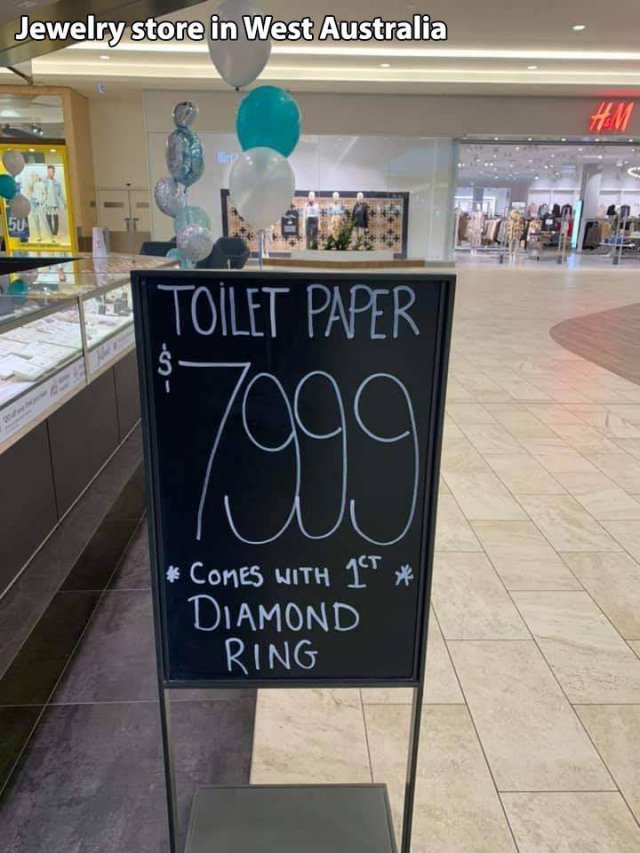 Jewelry store in West Australia
H&M
TOILET PAPER
$7999
* COMES WITH 1CT *
DIAMOND
RING